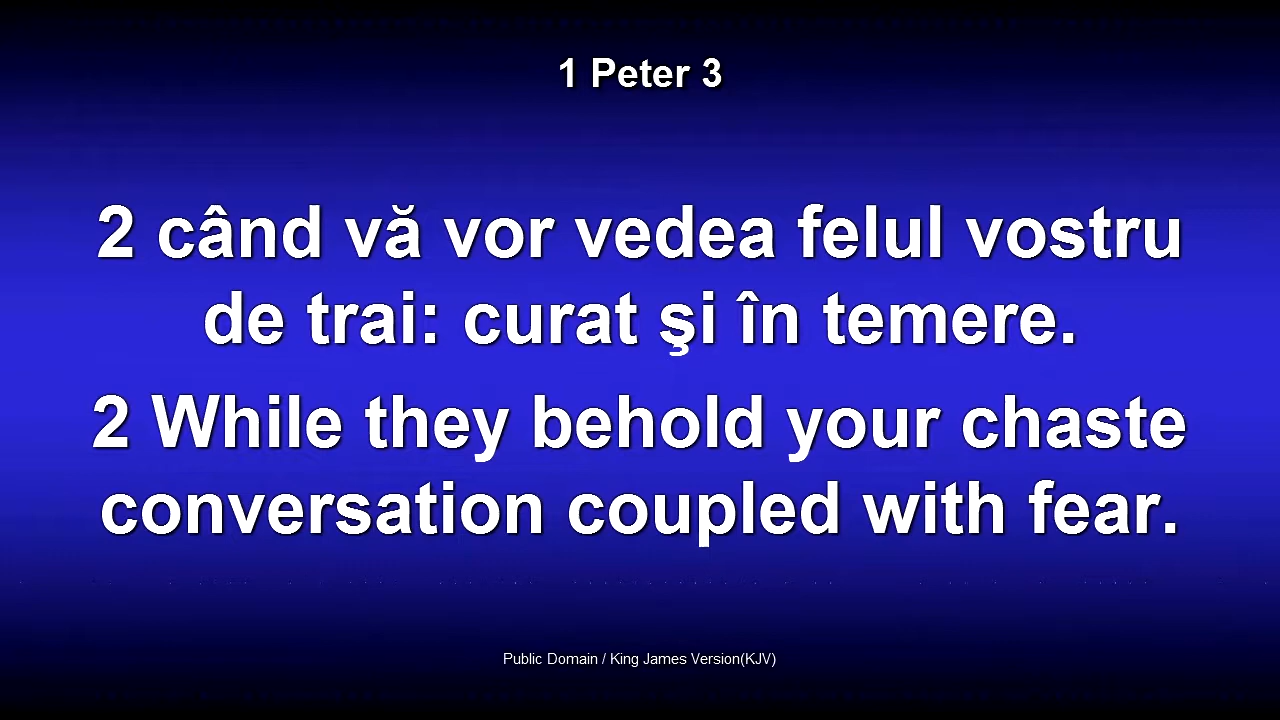 1 Peter 3
2 când vă vor vedea felul vostru
de trai: curat şi în temere.
2 While they behold your chaste
conversation coupled with fear.
Public Domain / King James Version(KJV)